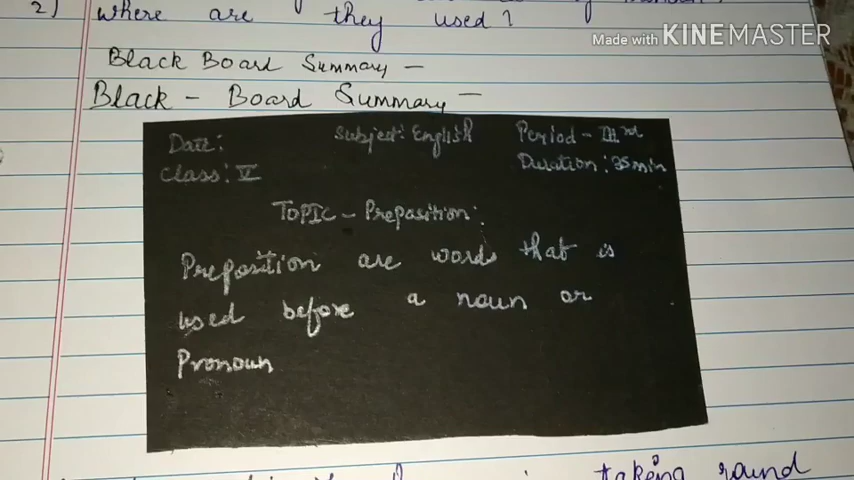 2) where are they used?
Made with KINEMASTER
Black Board Summary –
Black – Board Summary –
Date: Subject: English Period – IIIrd
Class: V Duration: 35 min
TOPIC – Preposition:
Preposition are words that is
used before a noun or
Pronoun
taking round